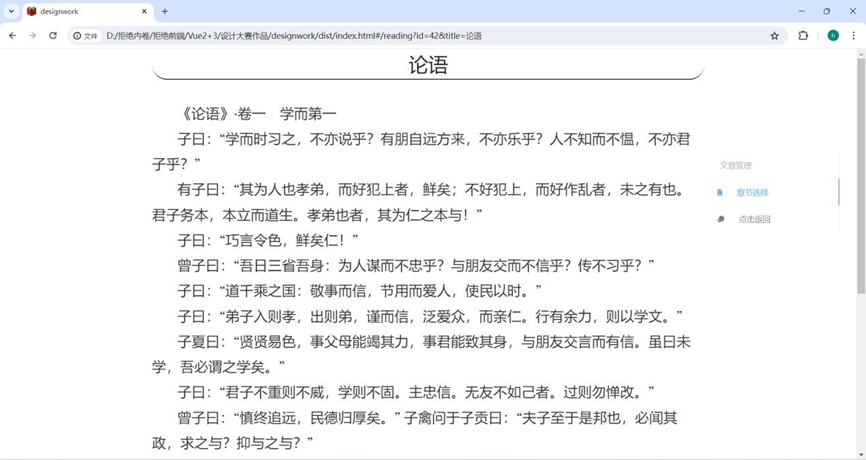 designwork
文件
D:/拒绝内卷/拒绝前端/Vue2+3/设计大赛作品/designwork/dist/index.html#/reading?id=42&title=论语
h
论语
《论语》·卷一 学而第一
子曰：“学而时习之，不亦说乎？有朋自远方来，不亦乐乎？人不知而不愠，不亦君
子乎？”
有子曰：“其为人也孝弟，而好犯上者，鲜矣；不好犯上，而好作乱者，未之有也。
君子务本，本立而道生。孝弟也者，其为仁之本与！”
子曰：“巧言令色，鲜矣仁！”
曾子曰：“吾日三省吾身：为人谋而不忠乎？与朋友交而不信乎？传不习乎？”
子曰：“道千乘之国：敬事而信，节用而爱人，使民以时。”
子曰：“弟子入则孝，出则弟，谨而信，泛爱众，而亲仁。行有余力，则以学文。”
子夏曰：“贤贤易色，事父母能竭其力，事君能致其身，与朋友交言而有信。虽曰未
学，吾必谓之学矣。”
子曰：“君子不重则不威，学则不固。主忠信。无友不如己者。过则勿惮改。”
曾子曰：“慎终追远，民德归厚矣。” 子禽问于子贡曰：“夫子至于是邦也，必闻其
政，求之与？抑与之与？”
文章管理
章节选择
点击返回